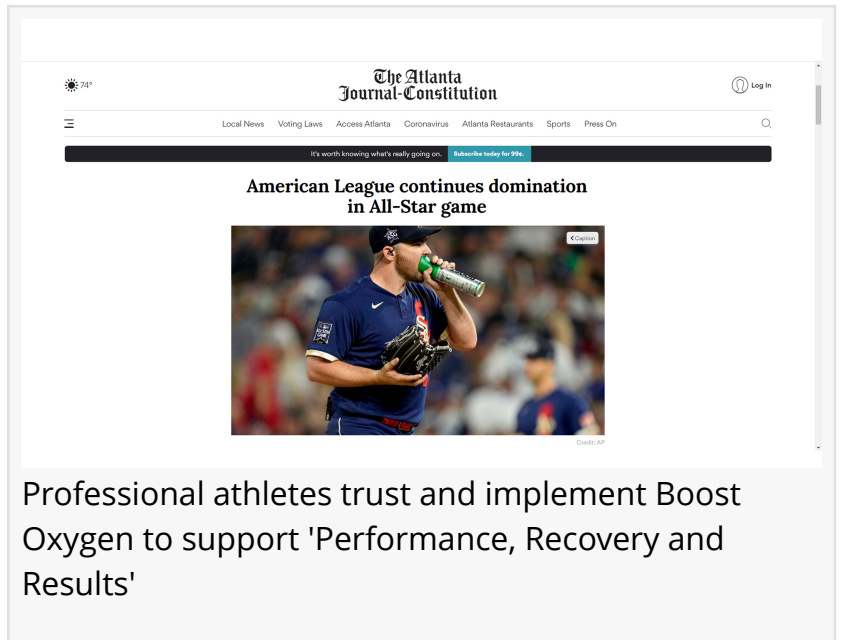 74°
The Atlanta
Journal-Constitution
Log In
Local News Voting Laws Access Atlanta Coronavirus Atlanta Restaurants Sports Press On
It's worth knowing what's really going on. Subscribe today for 99¢.
American League continues domination
in All-Star game
Caption
Credit: AP
Professional athletes trust and implement Boost
Oxygen to support 'Performance, Recovery and
Results'